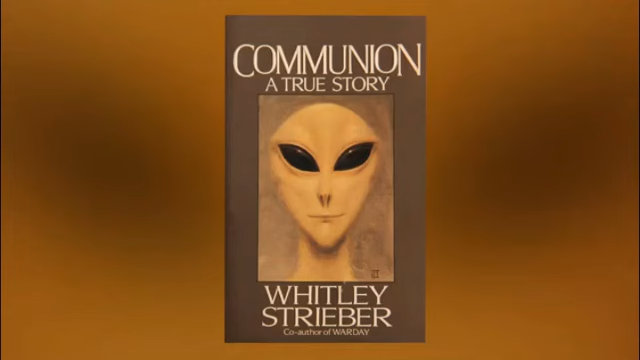 COMMUNION
A TRUE STORY
WHITLEY
STRIEBER
Co-author of WARDAY